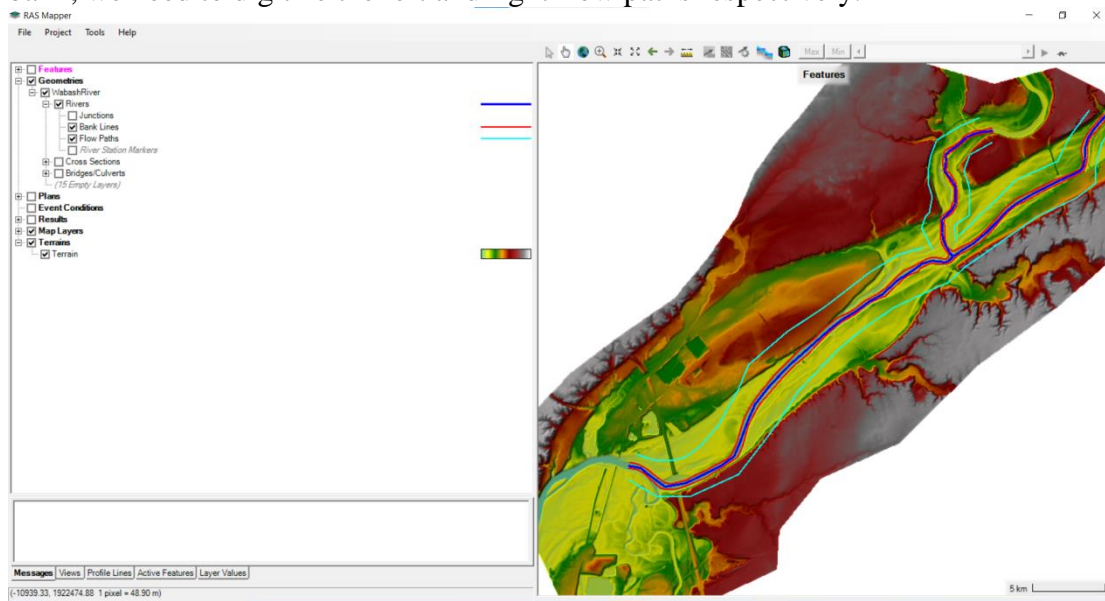 RAS Mapper
File Project Tools Help
Max Min
Features
Features
Geometries
WabashRiver
Rivers
Junctions
Bank Lines
Flow Paths
River Station Markers
Cross Sections
Bridges/Culverts
(15 Empty Layers)
Plans
Event Conditions
Results
Map Layers
Terrains
Terrain
Messages Views Profile Lines Active Features Layer Values
5 km
(-10939.33, 1922474.88 1 pixel = 48.90 m)